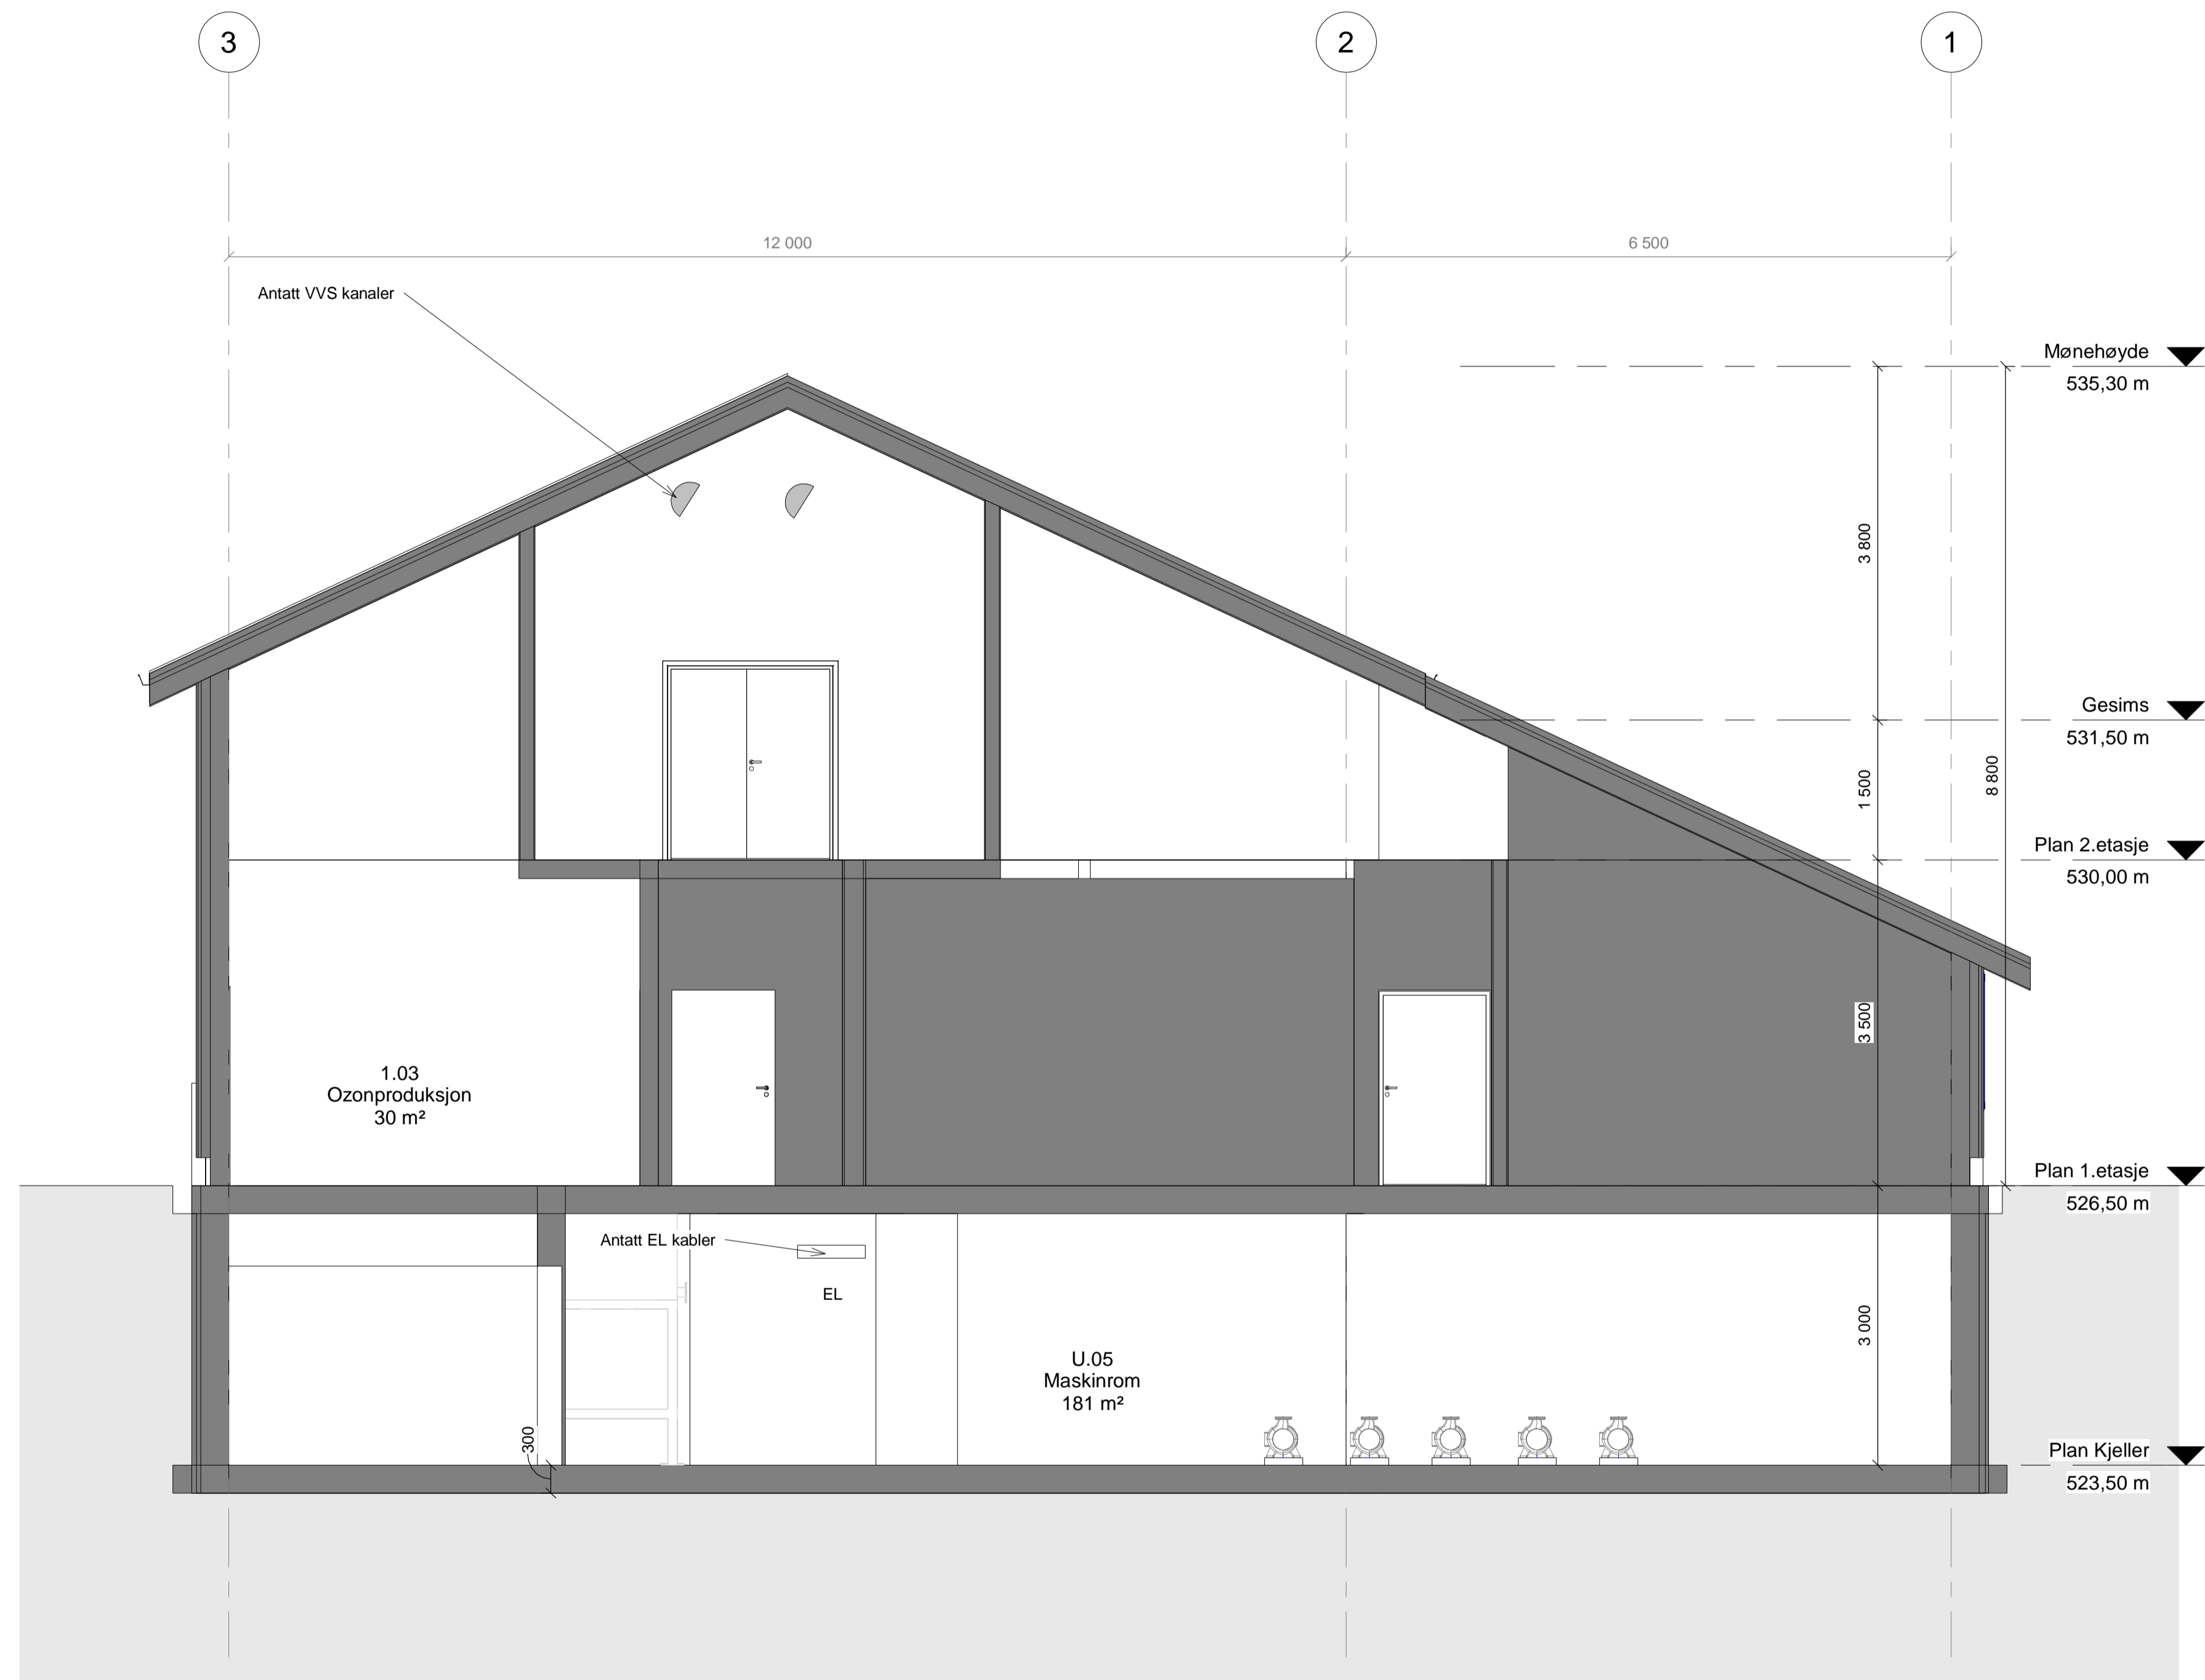 3
2
1
12 000
6 500
Antatt VVS kanaler
Mønehøyde
535,30 m
3 800
Gesims
531,50 m
1 500
8 800
Plan 2.etasje
530,00 m
3 500
1.03
Ozonproduksjon
30 m²
Plan 1.etasje
526,50 m
Antatt EL kabler
EL
3 000
U.05
Maskinrom
181 m²
300
Plan Kjeller
523,50 m